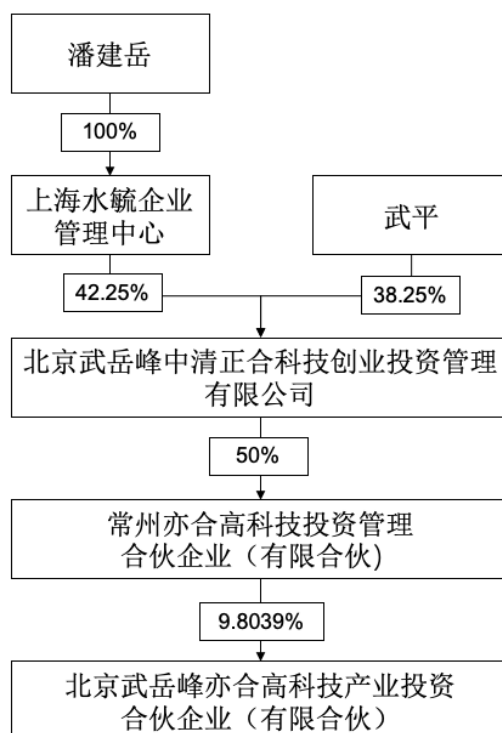 潘建岳
100%
上海水毓企业
管理中心
武平
42.25%
38.25%
北京武岳峰中清正合科技创业投资管理
有限公司
50%
常州亦合高科技投资管理
合伙企业（有限合伙)
9.8039%
北京武岳峰亦合高科技产业投资
合伙企业（有限合伙）